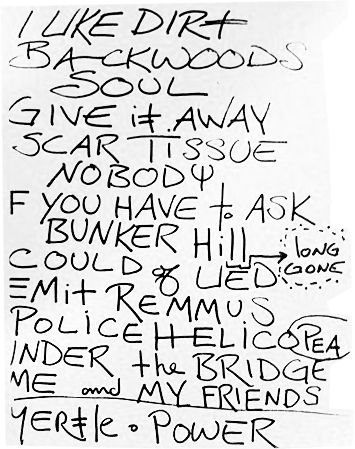 I LIKE DIRT
BACKWOODS
SOUL
GIVE it AWAY
SCAR TISSUE
NOBODY
F YOU HAVE to ASK
BUNKER Hill → LONG GONE
COULD of LIED
EMit REMMUS
POLiCE HELICOPEA
INDER the BRIDGE
ME and MY FRiENDS
YERtle • POWER